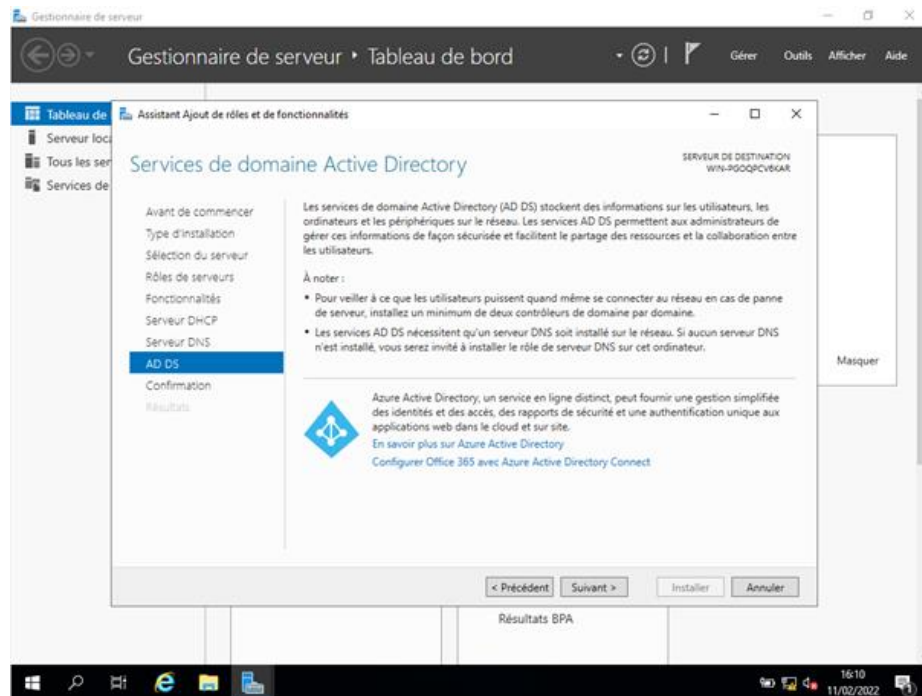 Gestionnaire de serveur
Gestionnaire de serveur
Tableau de bord
Gérer
Outils
Afficher
Aide
Tableau de
Serveur loca
Tous les ser
Services de
Assistant Ajout de rôles et de fonctionnalités
Services de domaine Active Directory
SERVEUR DE DESTINATION
Avant de commencer
Type d'installation
Sélection du serveur
Rôles de serveurs
Fonctionnalités
Serveur DHCP
Serveur DNS
AD DS
Confirmation
Résultats
Les services de domaine Active Directory (AD DS) stockent des informations sur les utilisateurs, les
ordinateurs et les périphériques sur le réseau. Les services AD DS permettent aux administrateurs de
gérer ces informations de façon sécurisée et facilitent le partage des ressources et la collaboration entre
les utilisateurs.
À noter :
• Pour veiller à ce que les utilisateurs puissent quand même se connecter au réseau en cas de panne
de serveur, installez un minimum de deux contrôleurs de domaine par domaine.
• Les services AD DS nécessitent qu'un serveur DNS soit installé sur le réseau. Si aucun serveur DNS
n'est installé, vous serez invité à installer le rôle de serveur DNS sur cet ordinateur.
Azure Active Directory, un service en ligne distinct, peut fournir une gestion simplifiée
des identités et des accès, des rapports de sécurité et une authentification unique aux
applications web dans le cloud et sur site.
En savoir plus sur Azure Active Directory
Configurer Office 365 avec Azure Active Directory Connect
Masquer
< Précédent
Suivant >
Installer
Annuler
Résultats BPA
16:10
11/02/2022